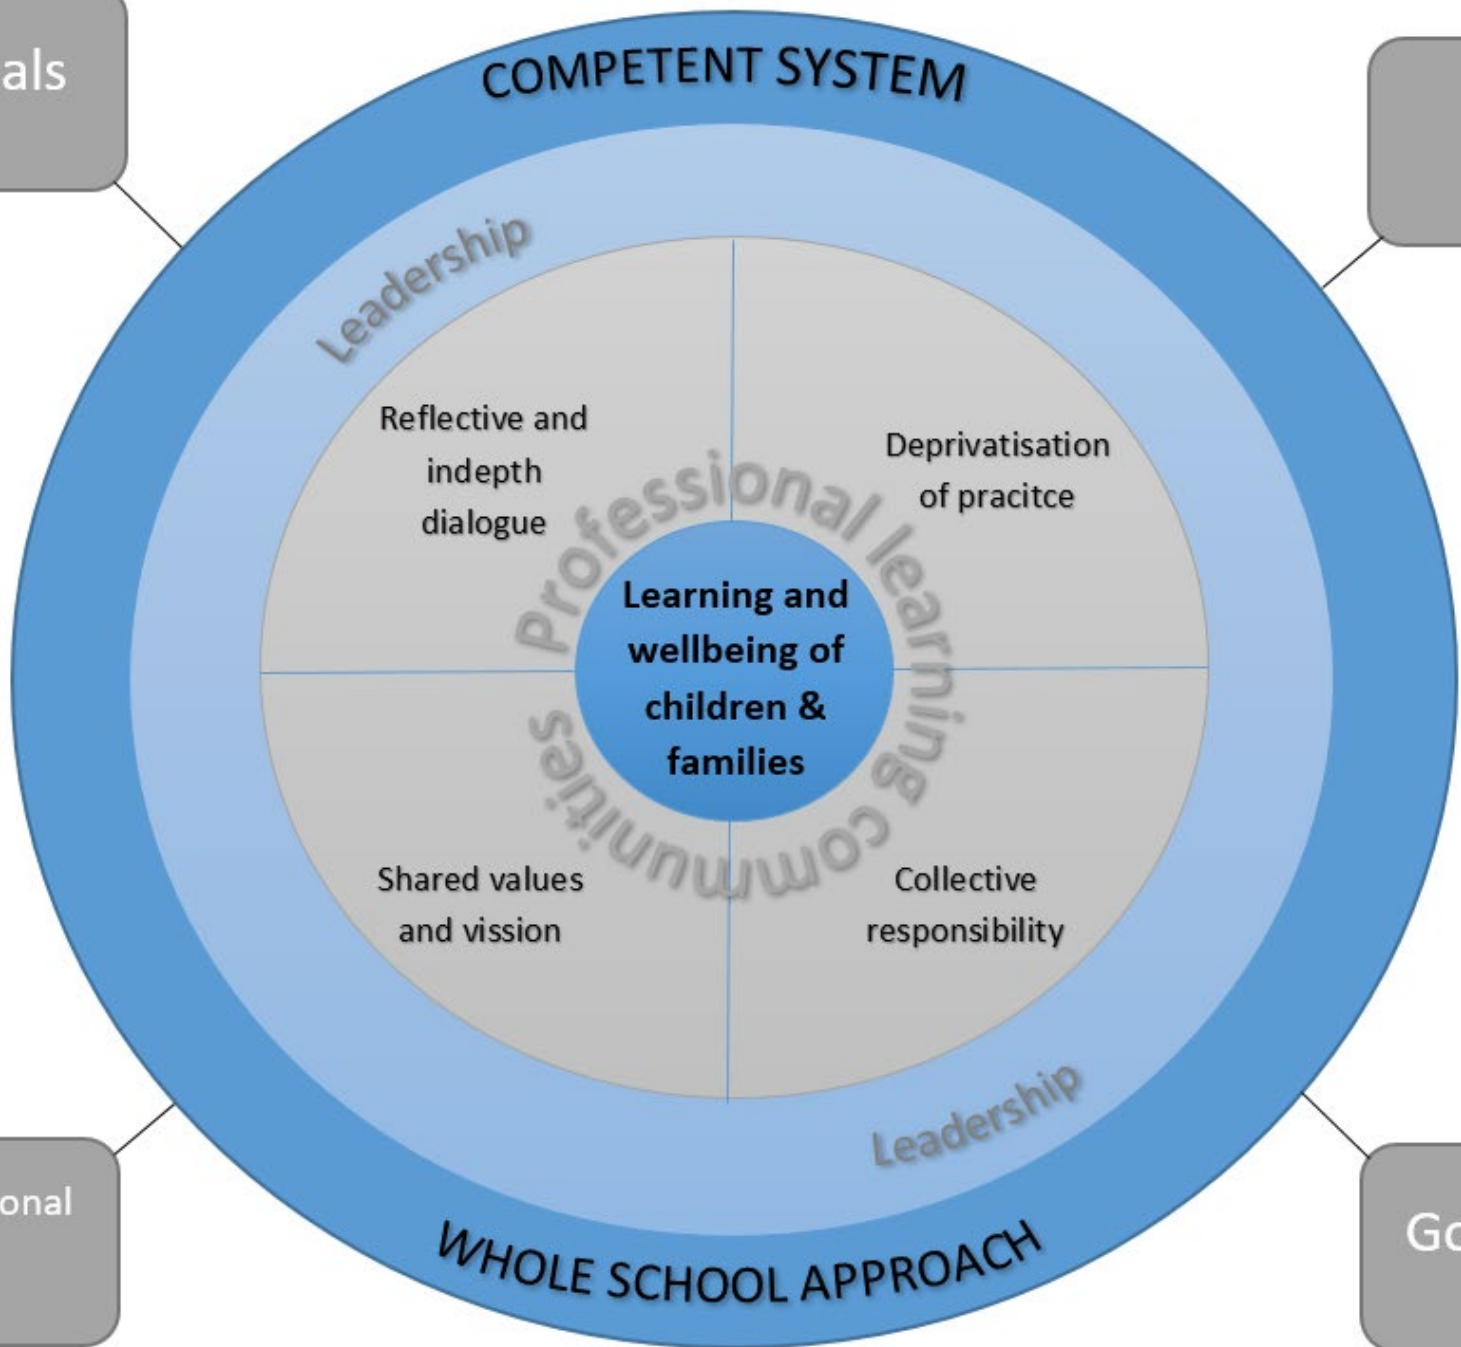 als
COMPETENT SYSTEM
Leadership
Reflective and
indepth
dialogue
Deprivatisation
of pracitce
Professional learning communities
Learning and
wellbeing of
children &
families
Shared values
and vission
Collective
responsibility
Leadership
onal
Go
WHOLE SCHOOL APPROACH